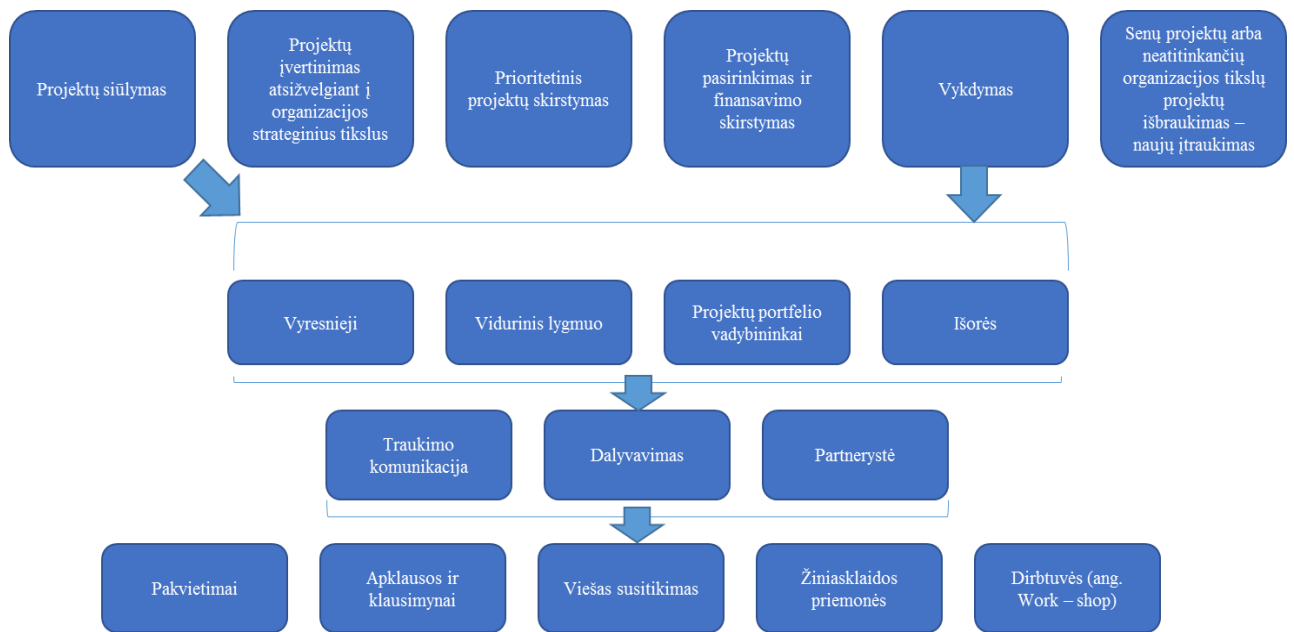 Projektų siūlymas
Projektų
įvertinimas
atsižvelgiant į
organizacijos
strateginius tikslus
Prioritetinis
projektų skirstymas
Projektų
pasirinkimas ir
finansavimo
skirstymas
Vykdymas
Senų projektų arba
neatitinkančių
organizacijos tikslų
projektų
išbraukimas –
naujų įtraukimas
Vyresnieji
Vidurinis lygmuo
Projektų portfelio
vadybininkai
Išorės
Traukimo
komunikacija
Dalyvavimas
Partnerystė
Pakvietimai
Apklausos ir
klausimynai
Viešas susitikimas
Žiniasklaidos
priemonės
Dirbtuvės (ang.
Work – shop)